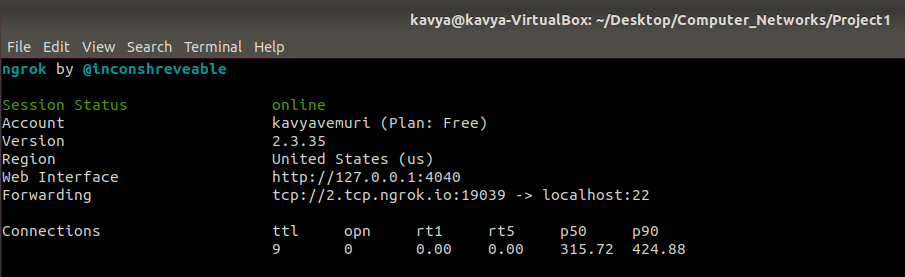 kavya@kavya-VirtualBox: ~/Desktop/Computer_Networks/Project1
File Edit View Search Terminal Help
ngrok by @inconshreveable
Session Status online
Account kavyavemuri (Plan: Free)
Version 2.3.35
Region United States (us)
Web Interface http://127.0.0.1:4040
Forwarding tcp://2.tcp.ngrok.io:19039 -> localhost:22
Connections ttl opn rt1 rt5 p50 p90
9 0 0.00 0.00 315.72 424.88